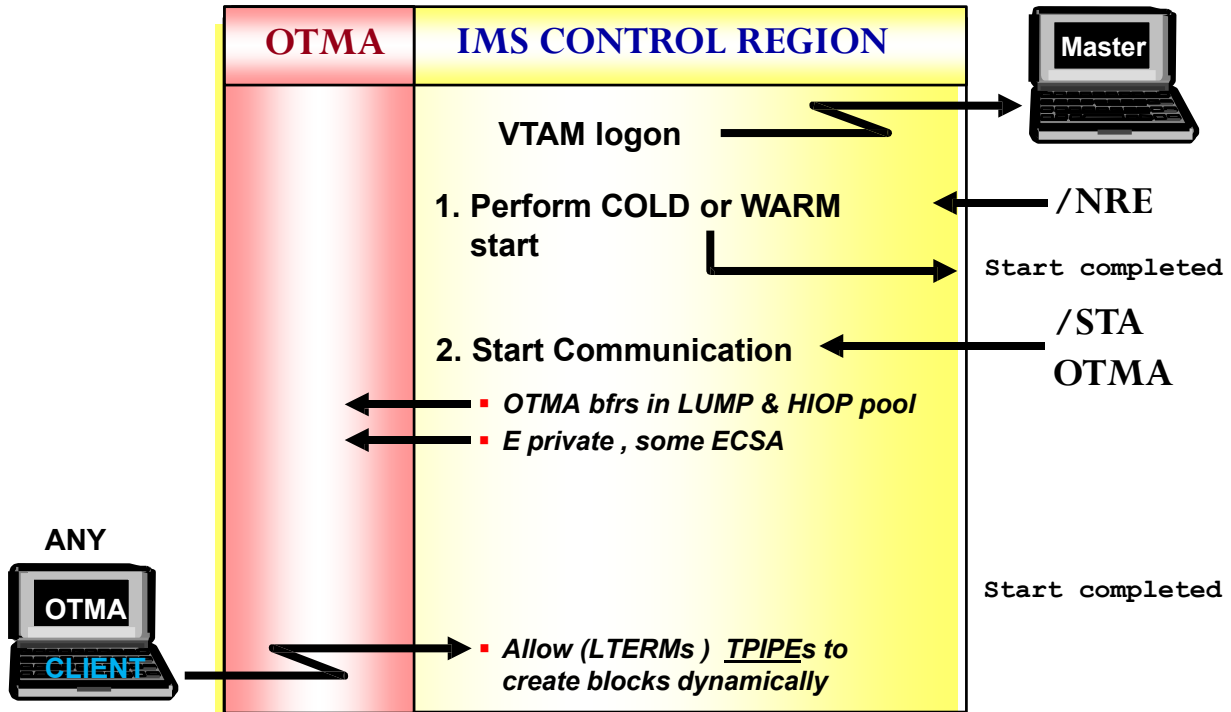 OTMA
IMS CONTROL REGION
Master
VTAM logon
1. Perform COLD or WARM
start
/NRE
Start completed
2. Start Communication
/STA
OTMA
▪ OTMA bfrs in LUMP & HIOP pool
▪ E private , some ECSA
ANY
OTMA
CLIENT
Start completed
▪ Allow (LTERMs ) TPIPEs to
create blocks dynamically